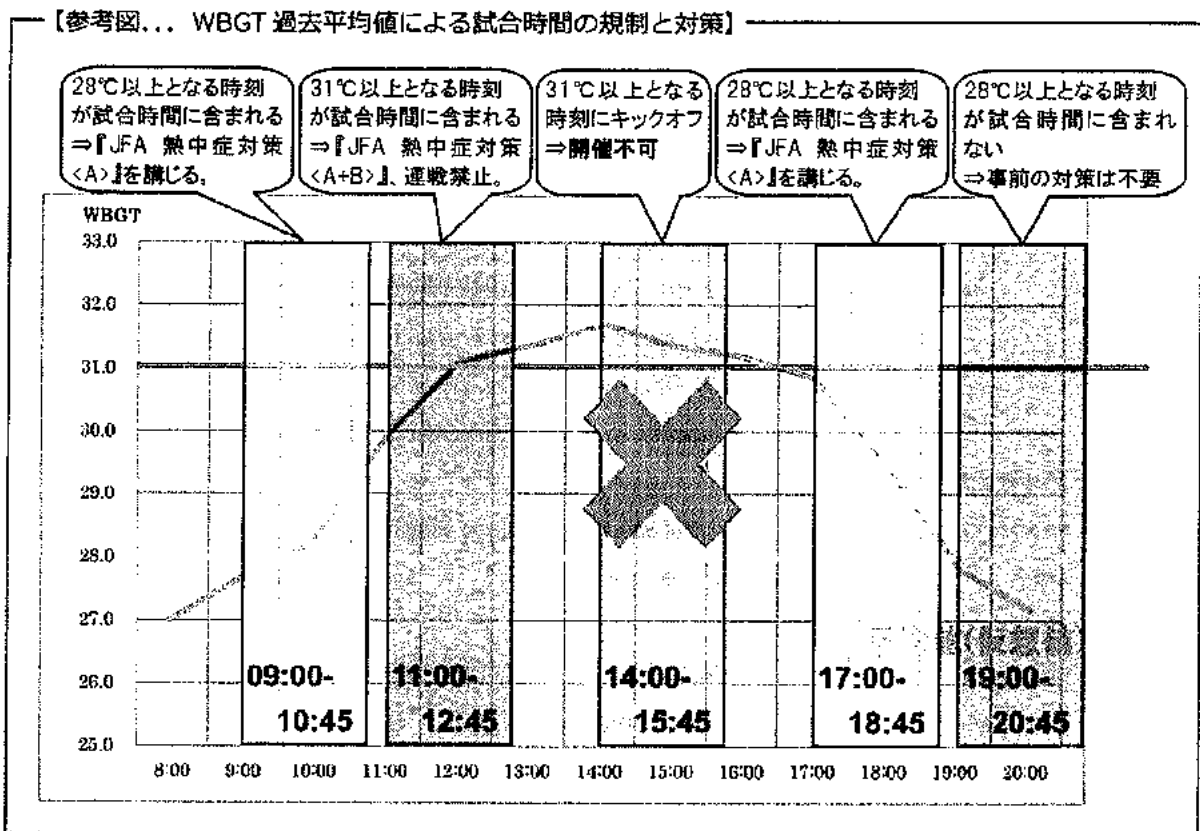 【参考図... WBGT 過去平均値による試合時間の規制と対策】
28℃以上となる時刻
が試合時間に含まれる
⇒『JFA 熱中症対策
<A>』を講じる。
31℃以上となる時刻
が試合時間に含まれる
⇒『JFA 熱中症対策
<A+B>』、連戦禁止。
31℃以上となる
時刻にキックオフ
⇒開催不可
28℃以上となる時刻
が試合時間に含まれる
⇒『JFA 熱中症対策
<A>』を講じる。
28℃以上となる時刻
が試合時間に含まれ
ない
⇒事前の対策は不要
WBGT
33.0
32.0
31.0
30.0
29.0
28.0
27.0
26.0
25.0
09:00-
10:45
11:00-
12:45
14:00-
15:45
17:00-
18:45
19:00-
20:45
8:00 9:00 10:00 11:00 12:00 13:00 14:00 15:00 16:00 17:00 18:00 19:00 20:00